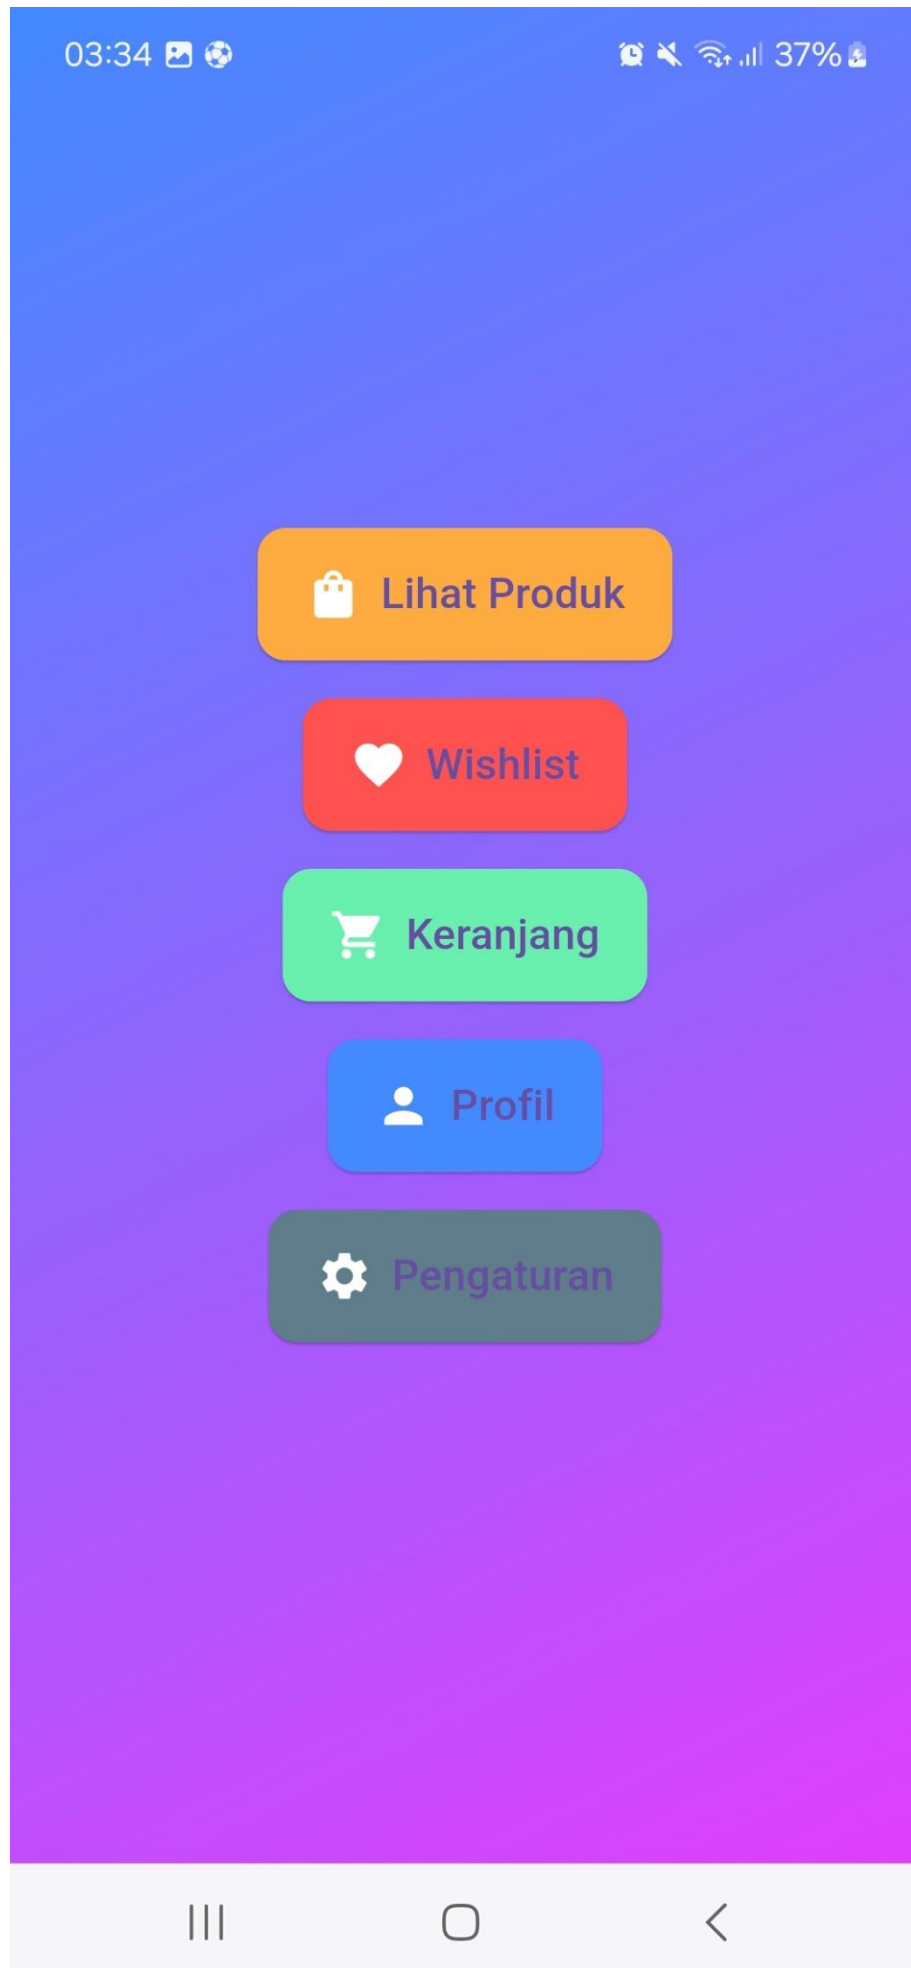 03:34
37%
Lihat Produk
Wishlist
Keranjang
Profil
Pengaturan